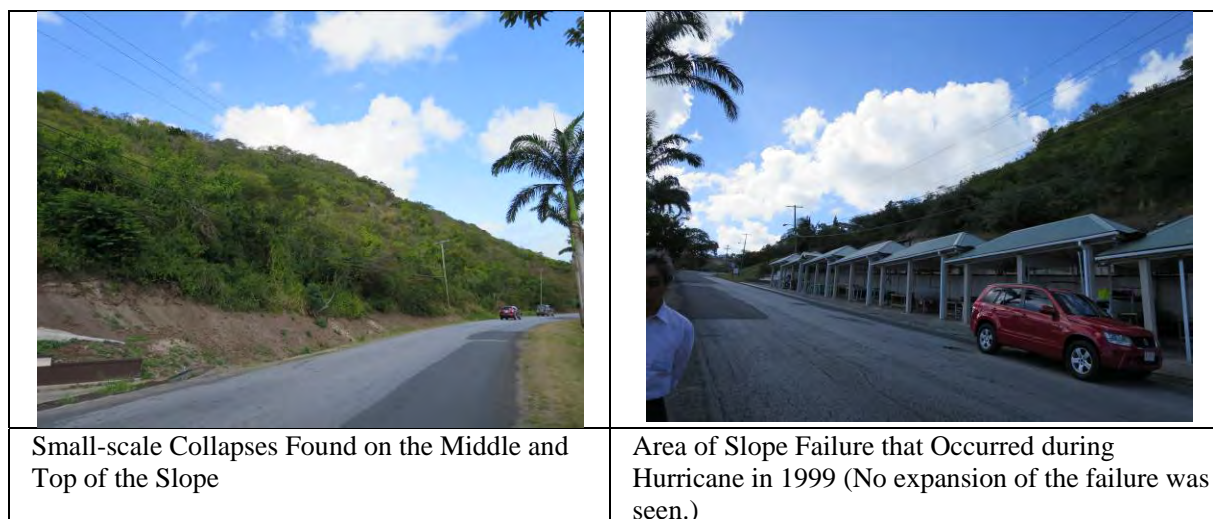 Small-scale Collapses Found on the Middle and
Top of the Slope
Area of Slope Failure that Occurred during
Hurricane in 1999 (No expansion of the failure was
seen.)